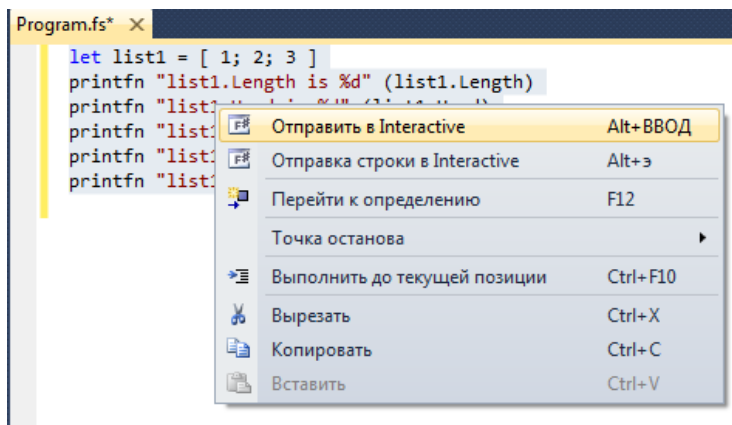 Program.fs*
let list1 = [ 1; 2; 3 ]
printfn "list1.Length is %d" (list1.Length)
printfn "list1
printfn "list1
printfn "list1
printfn "list1
Отправить в Interactive Alt+ВВОД
Отправка строки в Interactive Alt+э
Перейти к определению F12
Точка останова
Выполнить до текущей позиции Ctrl+F10
Вырезать Ctrl+X
Копировать Ctrl+C
Вставить Ctrl+V